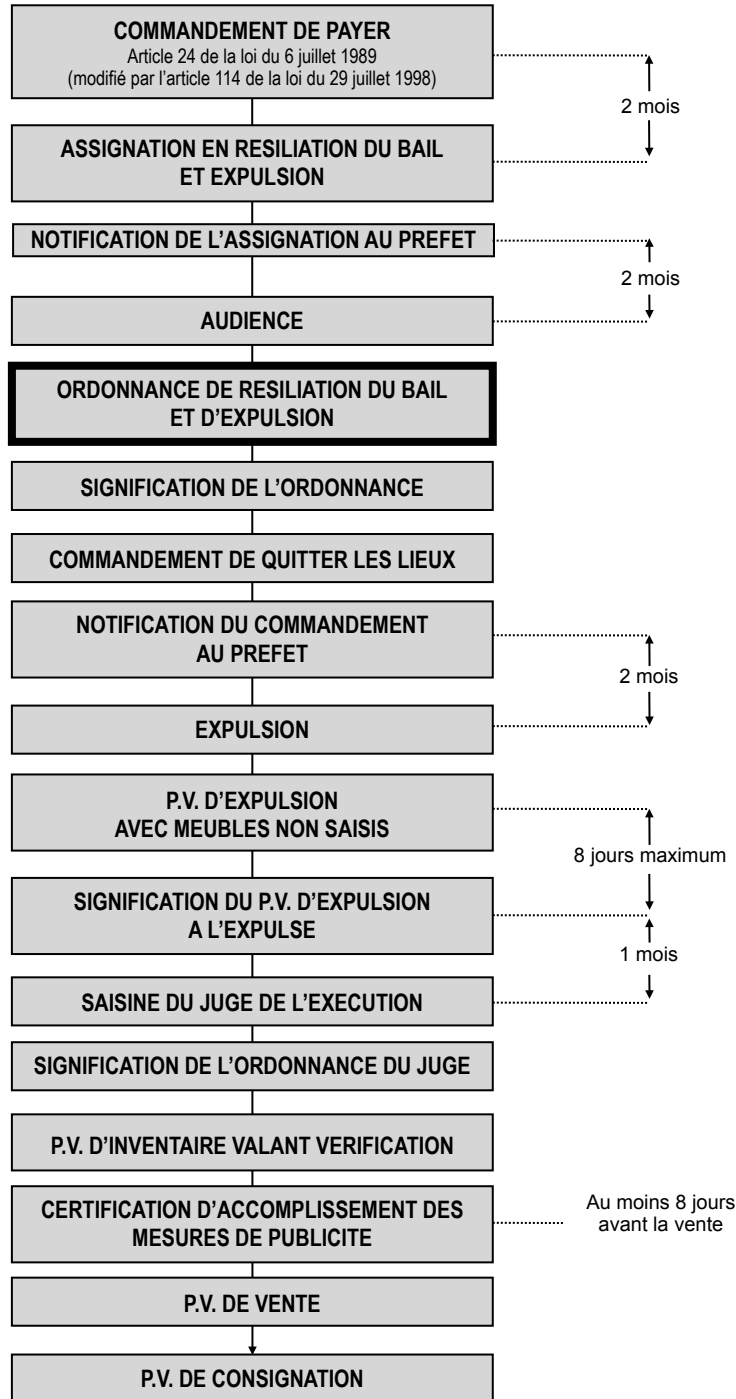 COMMANDEMENT DE PAYER
Article 24 de la loi du 6 juillet 1989
(modifié par l'article 114 de la loi du 29 juillet 1998)
2 mois
ASSIGNATION EN RESILIATION DU BAIL
ET EXPULSION
NOTIFICATION DE L'ASSIGNATION AU PREFET
2 mois
AUDIENCE
ORDONNANCE DE RESILIATION DU BAIL
ET D'EXPULSION
SIGNIFICATION DE L'ORDONNANCE
COMMANDEMENT DE QUITTER LES LIEUX
NOTIFICATION DU COMMANDEMENT
AU PREFET
2 mois
EXPULSION
P.V. D'EXPULSION
AVEC MEUBLES NON SAISIS
8 jours maximum
SIGNIFICATION DU P.V. D'EXPULSION
A L'EXPULSE
1 mois
SAISINE DU JUGE DE L'EXECUTION
SIGNIFICATION DE L'ORDONNANCE DU JUGE
P.V. D'INVENTAIRE VALANT VERIFICATION
CERTIFICATION D'ACCOMPLISSEMENT DES
MESURES DE PUBLICITE
Au moins 8 jours
avant la vente
P.V. DE VENTE
P.V. DE CONSIGNATION